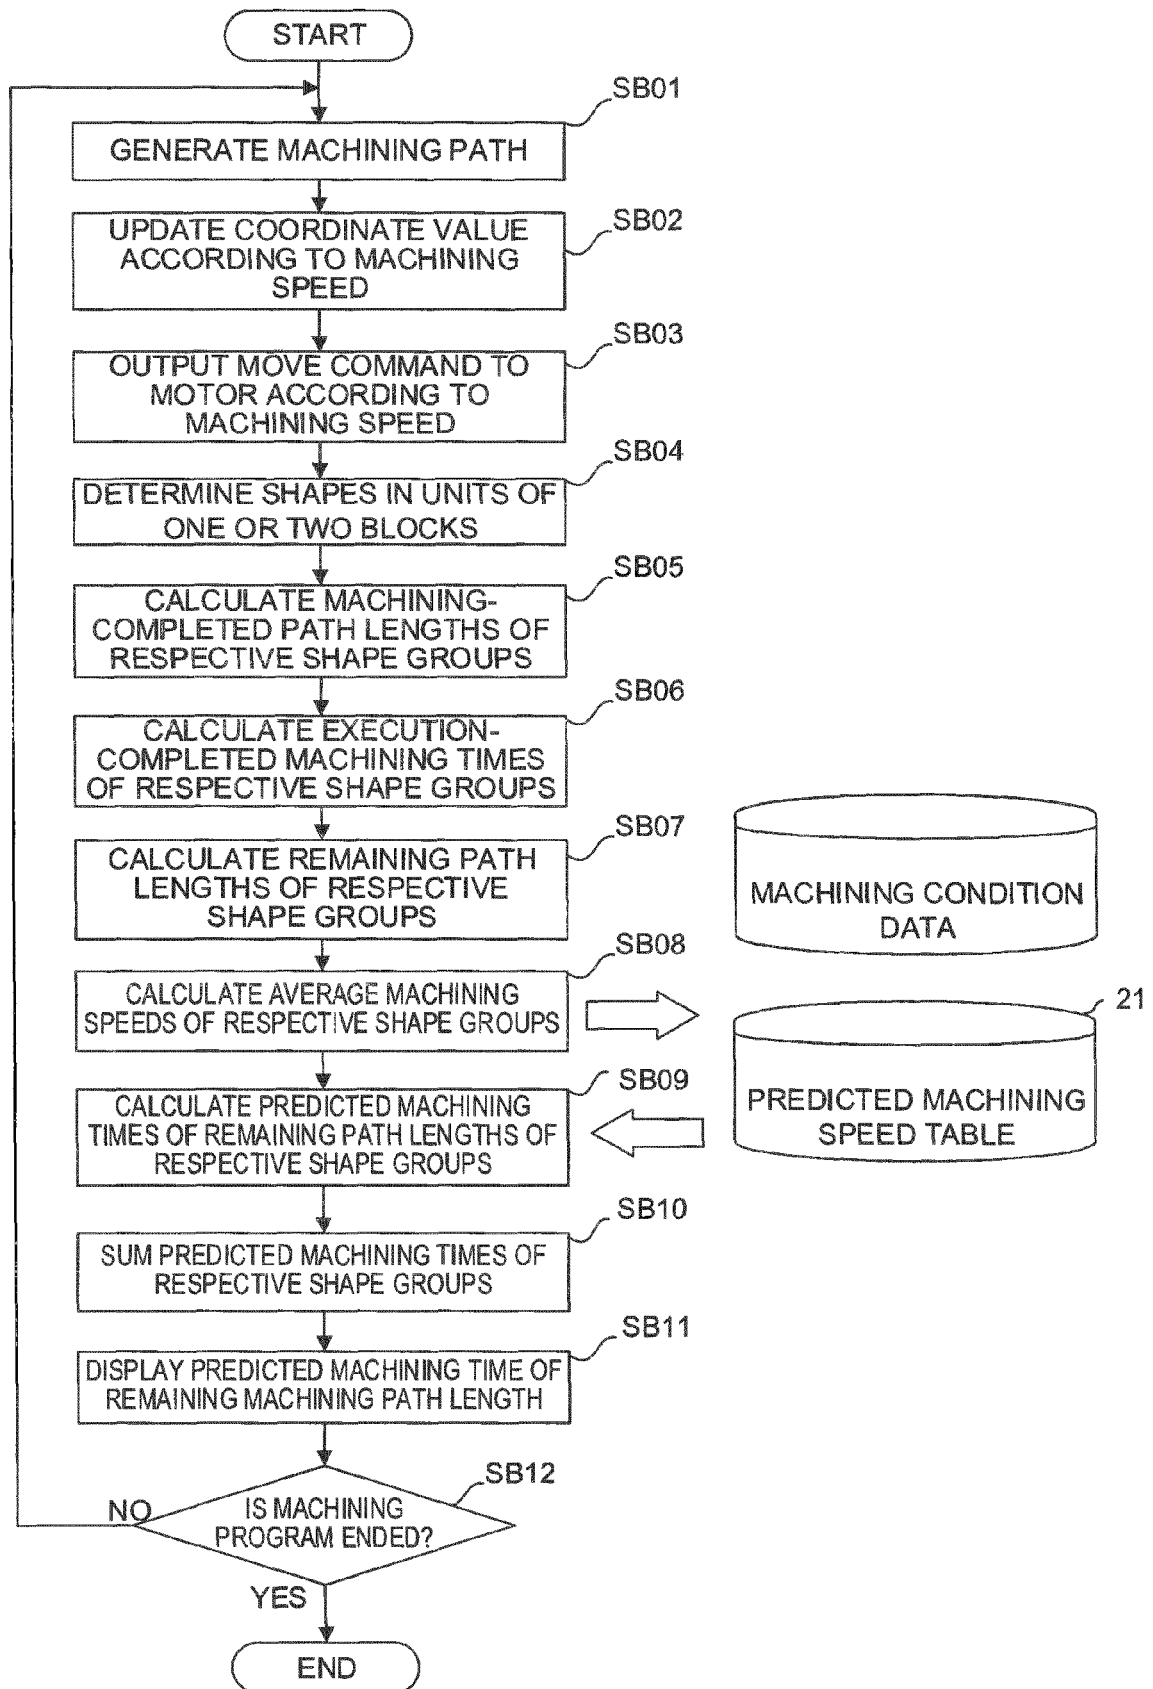 START
SB01
GENERATE MACHINING PATH
SB02
UPDATE COORDINATE VALUE
ACCORDING TO MACHINING
SPEED
SB03
OUTPUT MOVE COMMAND TO
MOTOR ACCORDING TO
MACHINING SPEED
SB04
DETERMINE SHAPES IN UNITS OF
ONE OR TWO BLOCKS
SB05
CALCULATE MACHINING-
COMPLETED PATH LENGTHS OF
RESPECTIVE SHAPE GROUPS
SB06
CALCULATE EXECUTION-
COMPLETED MACHINING TIMES
OF RESPECTIVE SHAPE GROUPS
SB07
CALCULATE REMAINING PATH
LENGTHS OF RESPECTIVE
SHAPE GROUPS
MACHINING CONDITION
DATA
SB08
CALCULATE AVERAGE MACHINING
SPEEDS OF RESPECTIVE SHAPE GROUPS
21
PREDICTED MACHINING
SPEED TABLE
SB09
CALCULATE PREDICTED MACHINING
TIMES OF REMAINING PATH LENGTHS OF
RESPECTIVE SHAPE GROUPS
SB10
SUM PREDICTED MACHINING TIMES OF
RESPECTIVE SHAPE GROUPS
SB11
DISPLAY PREDICTED MACHINING TIME OF
REMAINING MACHINING PATH LENGTH
SB12
IS MACHINING
PROGRAM ENDED?
NO
YES
END